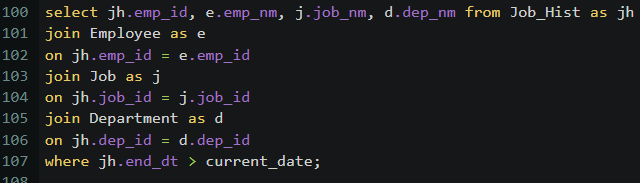 100 select jh.emp_id, e.emp_nm, j.job_nm, d.dep_nm from Job_Hist as jh
101 join Employee as e
102 on jh.emp_id = e.emp_id
103 join Job as j
104 on jh.job_id = j.job_id
105 join Department as d
106 on jh.dep_id = d.dep_id
107 where jh.end_dt > current_date;
108